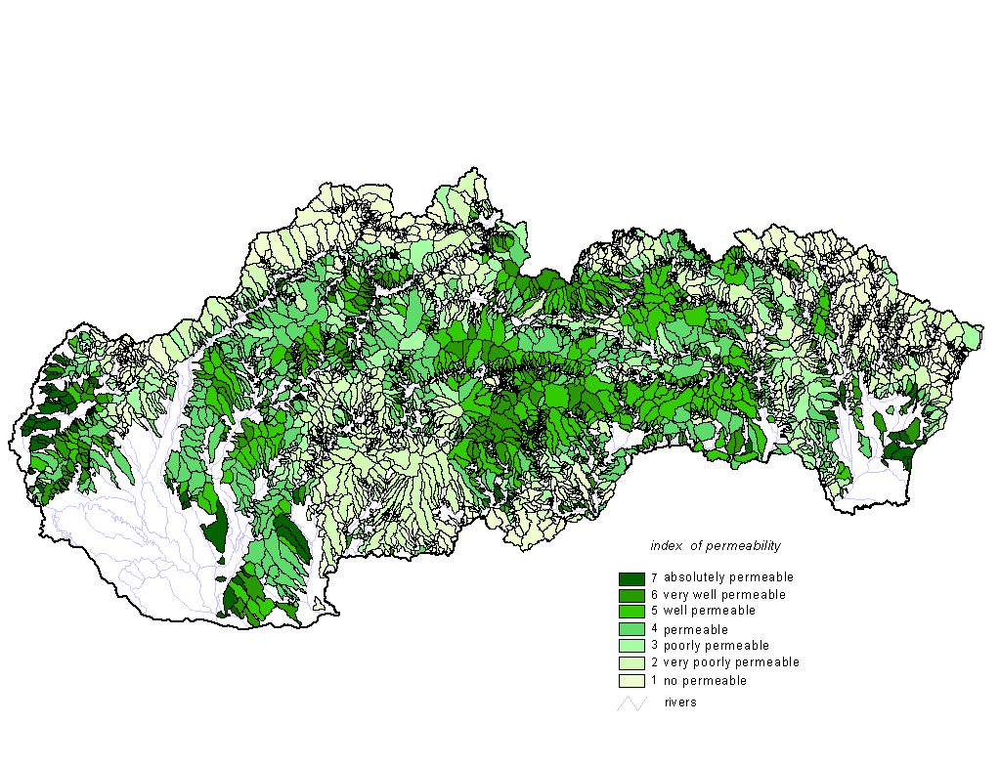 index of permeability
7 absolutely permeable
6 very well permeable
5 well permeable
4 permeable
3 poorly permeable
2 very poorly permeable
1 no permeable
rivers